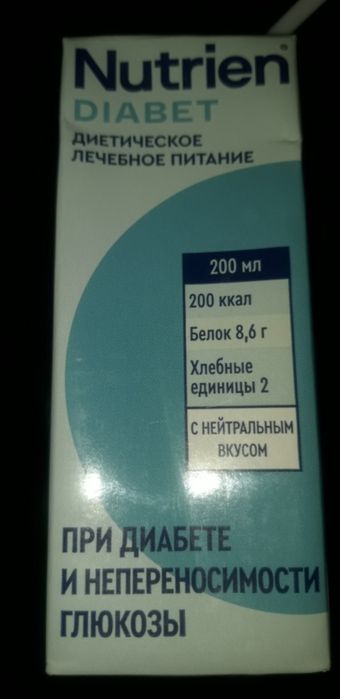 Nutrien®
DIABET
ДИЕТИЧЕСКОЕ
ЛЕЧЕБНОЕ ПИТАНИЕ
200 мл
200 ккал
Белок 8,6 г
Хлебные
единицы 2
С НЕЙТРАЛЬНЫМ
ВКУСОМ
ПРИ ДИАБЕТЕ
И НЕПЕРЕНОСИМОСТИ
ГЛЮКОЗЫ